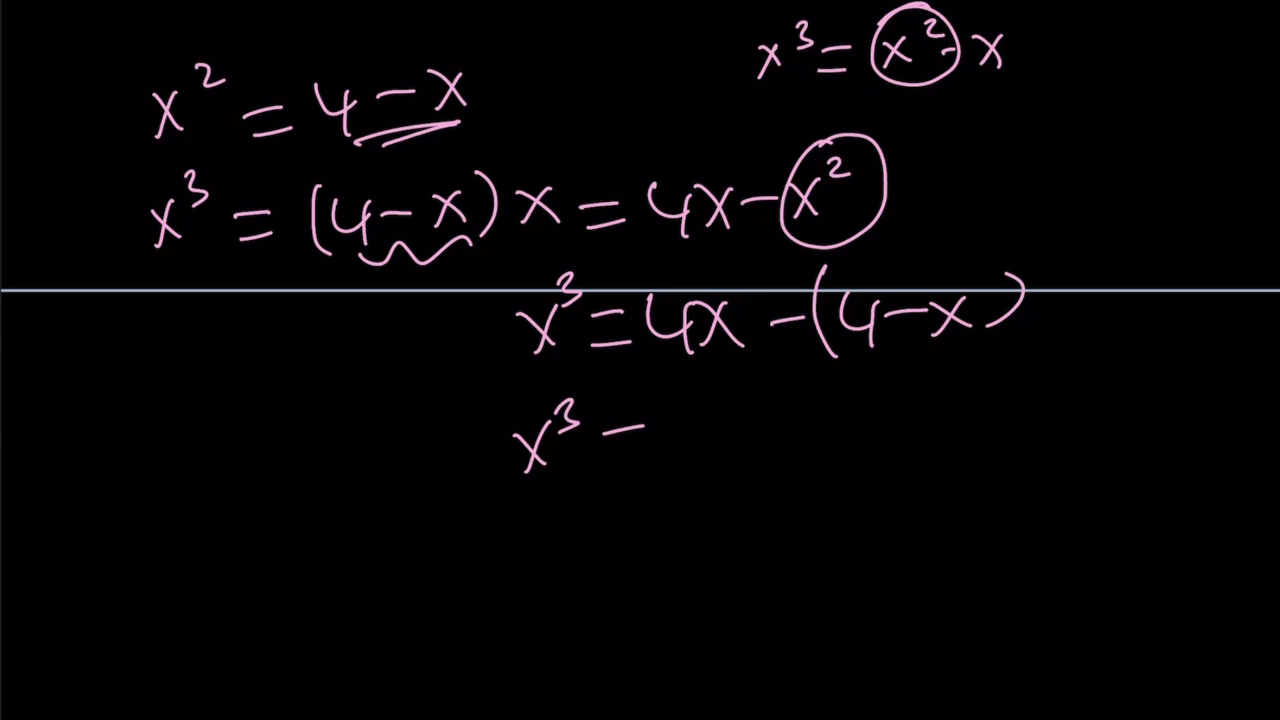 x³ = x² · x
x² = 4 - x
x³ = (4 - x) x = 4x - x²
x³ = 4x - (4 - x)
x³ -